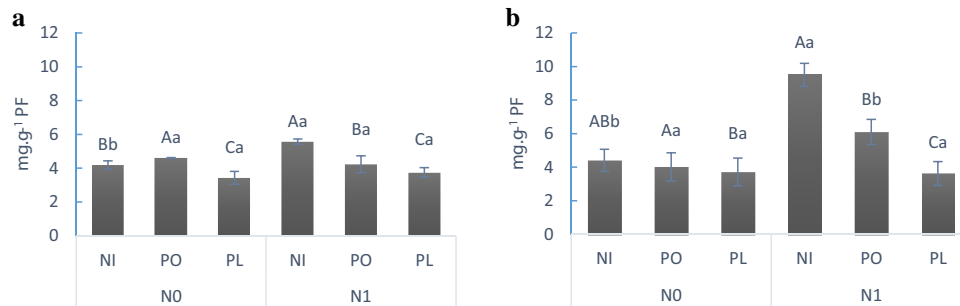 a
mg.g⁻¹ PF
12
10
8
6
4
2
0
Bb
Aa
Ca
Aa
Ba
Ca
NI PO PL NI PO PL
N0 N1
b
mg.g⁻¹ PF
12
10
8
6
4
2
0
ABb
Aa
Ba
Aa
Bb
Ca
NI PO PL NI PO PL
N0 N1